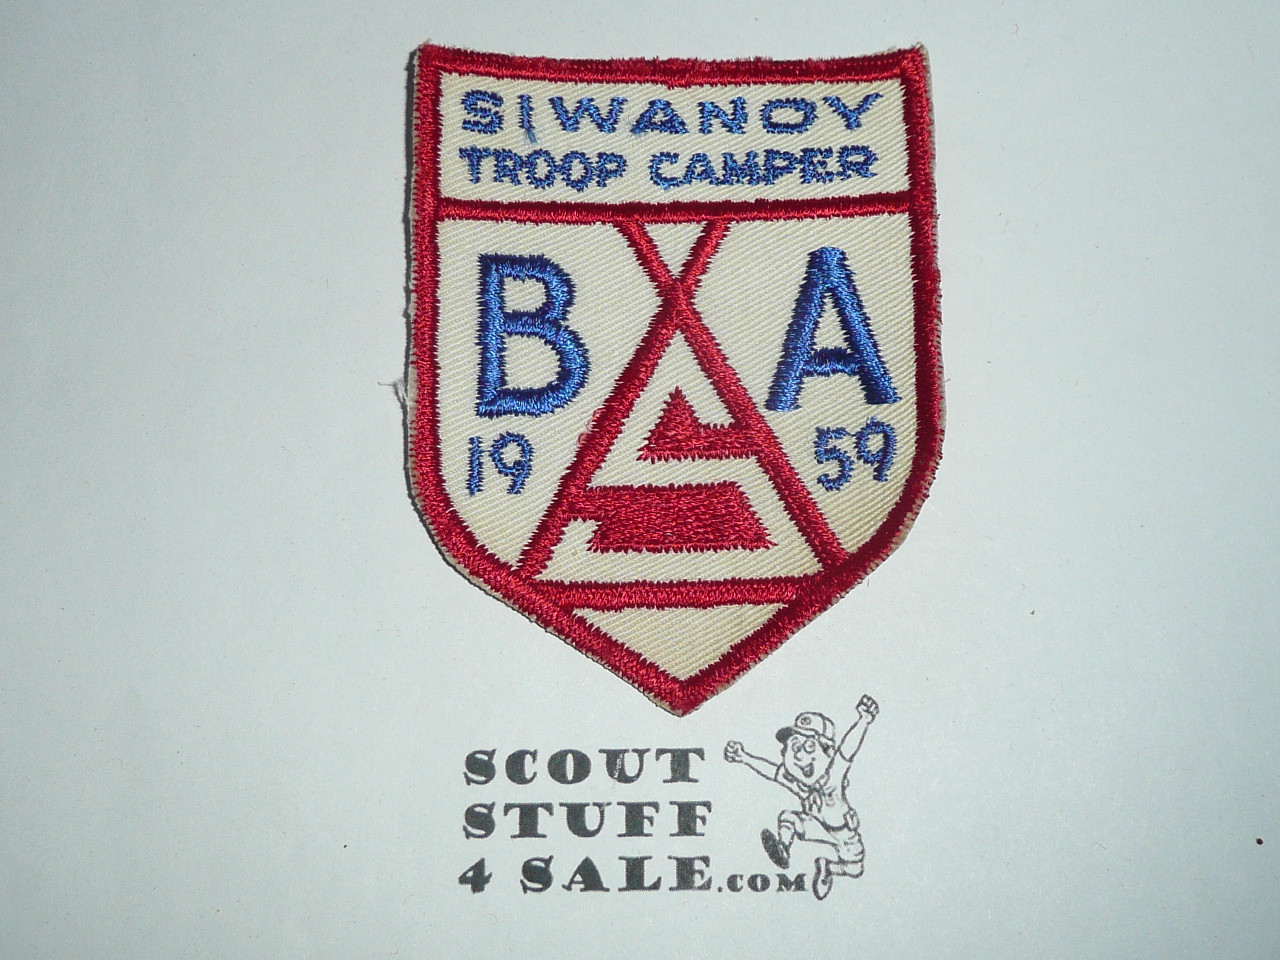 SIWANOY
TROOP CAMPER
B A
19 59
SCOUT
STUFF
4 SALE.COM